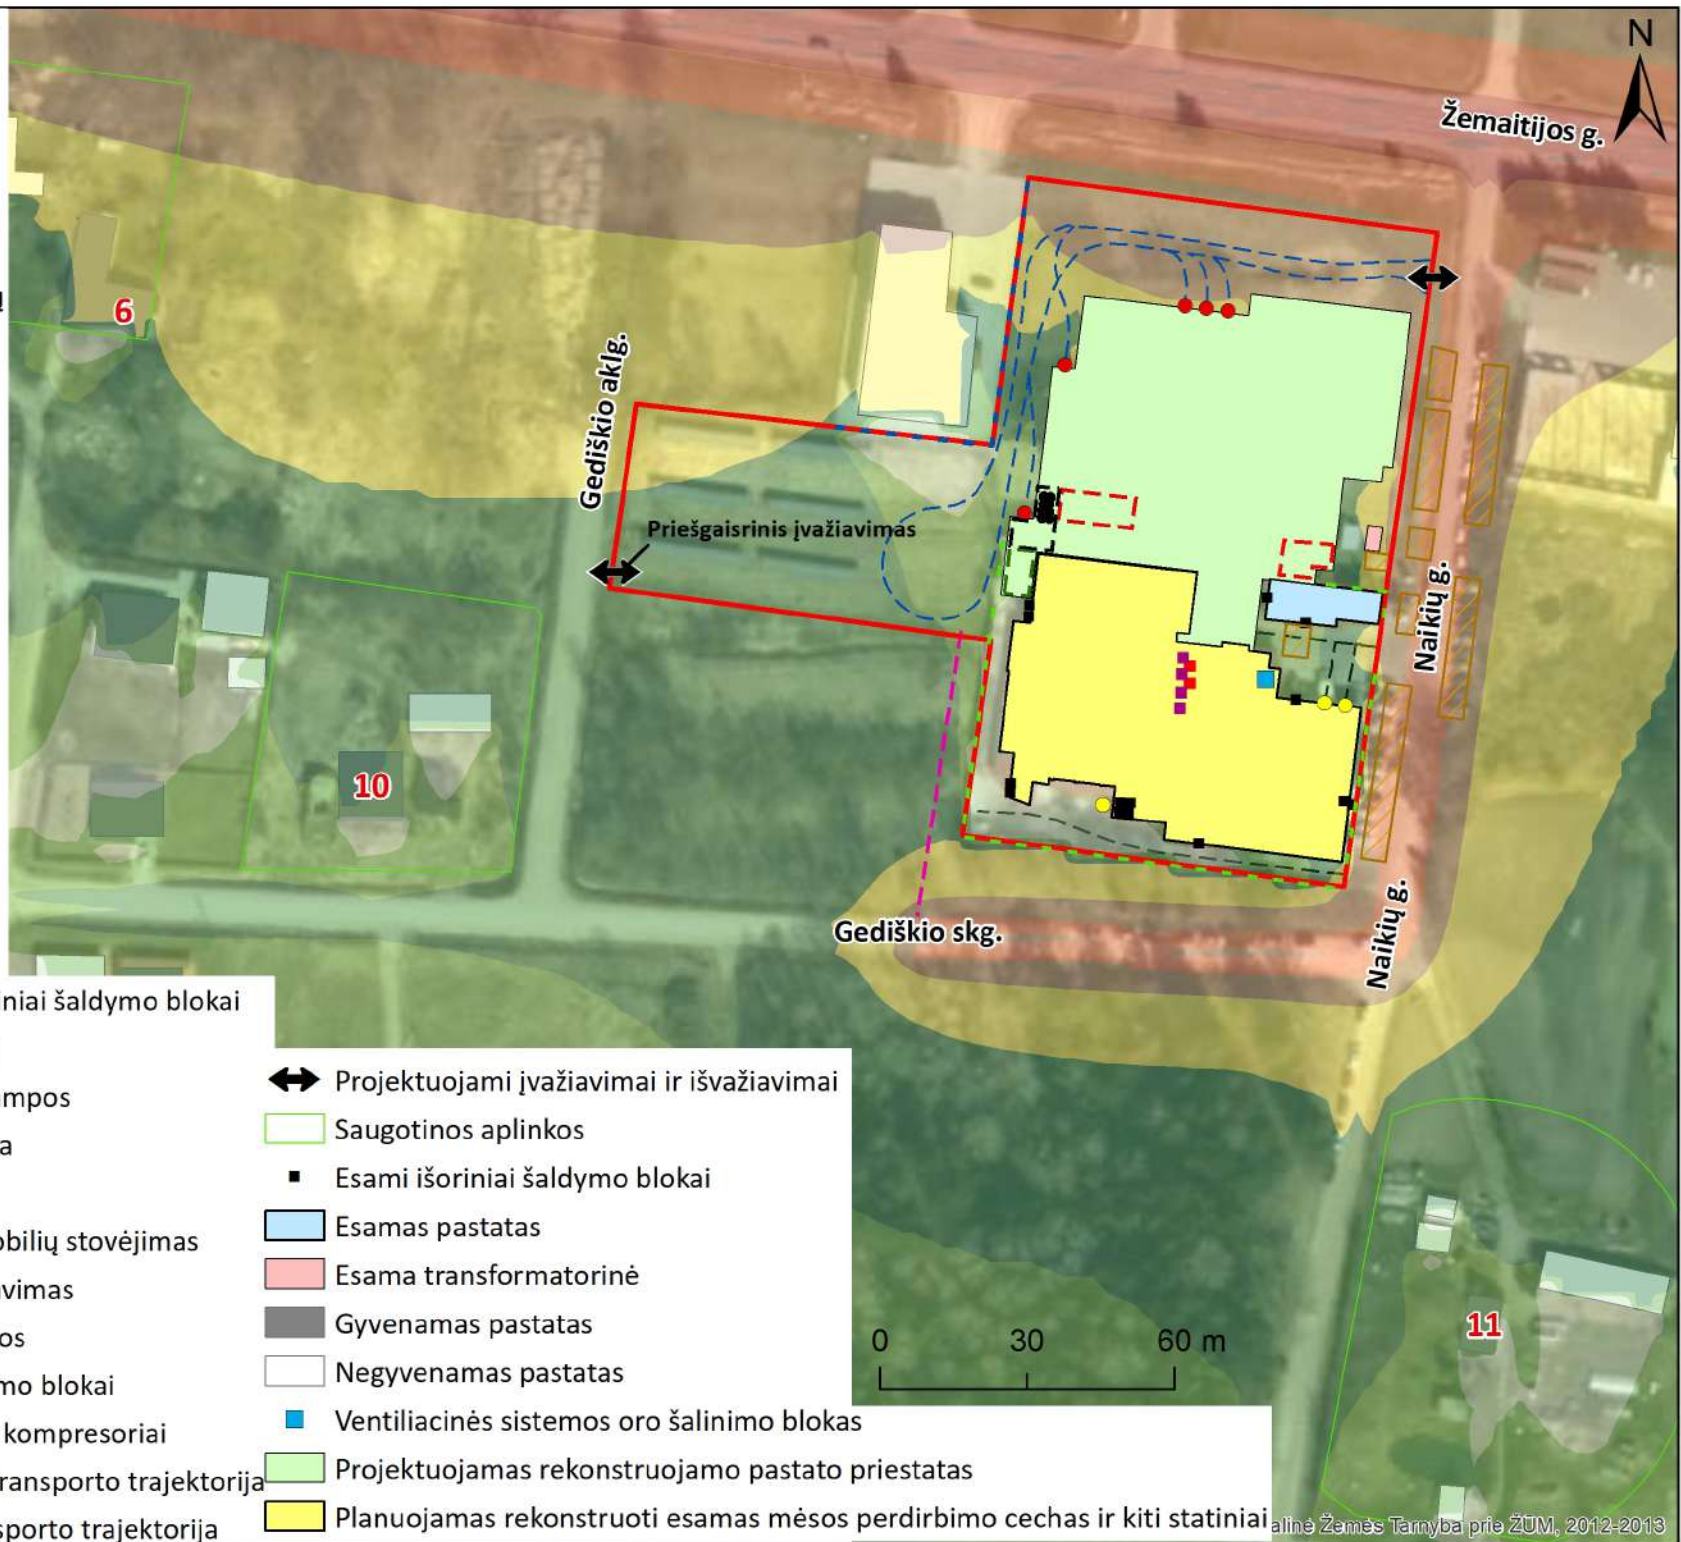 N
Žemaitijos g.
6
Gediškio aklg.
Priešgaisrinis įvažiavimas
Naikių g.
10
Gediškio skg.
Naikių g.
11
iniai šaldymo blokai
mpos
a
obilių stovėjimas
vimas
os
mo blokai
kompresoriai
ransporto trajektorija
sporto trajektorija
Projektuojami įvažiavimai ir išvažiavimai
Saugotinos aplinkos
Esami išoriniai šaldymo blokai
Esamas pastatas
Esama transformatorinė
Gyvenamas pastatas
Negyvenamas pastatas
Ventiliacinės sistemos oro šalinimo blokas
Projektuojamas rekonstruojamo pastato priestatas
Planuojamas rekonstruoti esamas mėsos perdirbimo cechas ir kiti statiniai
0 30 60 m
alinė Žemės Tarnyba prie ŽŪM, 2012-2013